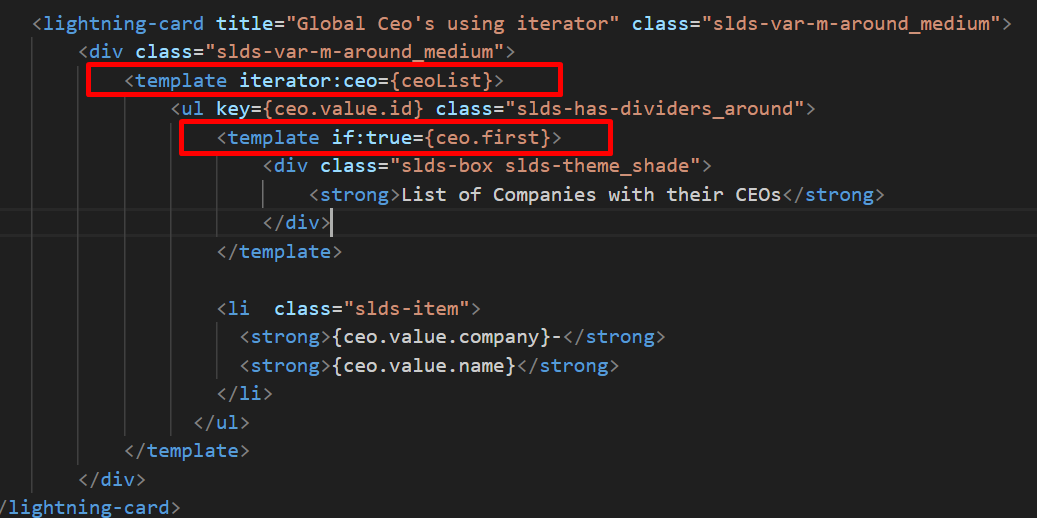 <lightning-card title="Global Ceo's using iterator" class="slds-var-m-around_medium">
<div class="slds-var-m-around_medium">
<template iterator:ceo={ceoList}>
<ul key={ceo.value.id} class="slds-has-dividers_around">
<template if:true={ceo.first}>
<div class="slds-box slds-theme_shade">
<strong>List of Companies with their CEOs</strong>
</div>
</template>
<li  class="slds-item">
<strong>{ceo.value.company}-</strong>
<strong>{ceo.value.name}</strong>
</li>
</ul>
</template>
</div>
/lightning-card>